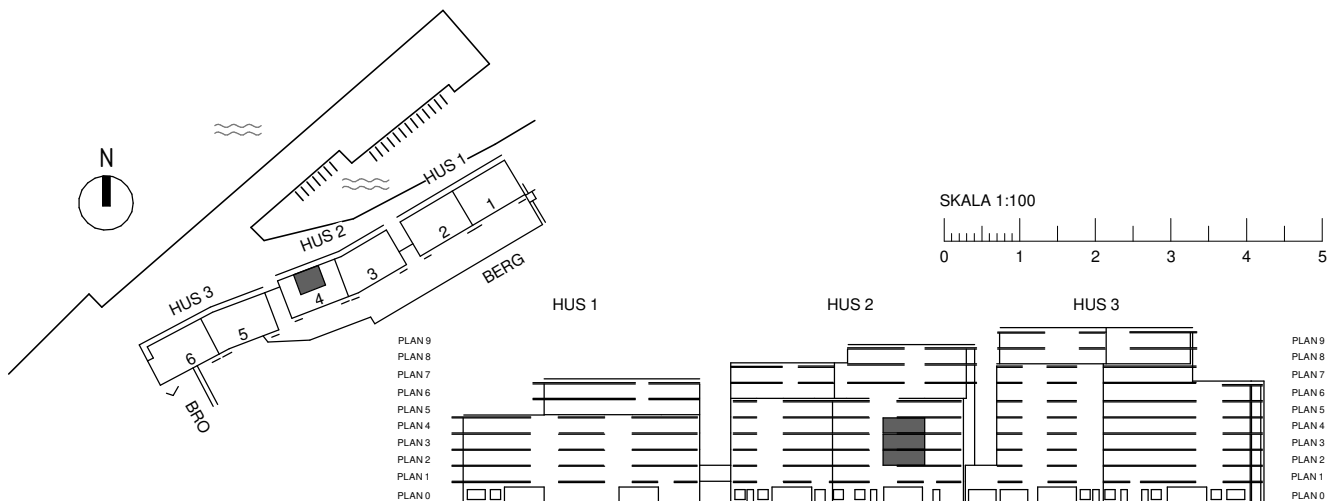 N
HUS 1
HUS 2
HUS 3
1
2
3
4
5
6
BERG
BRO
SKALA 1:100
0 1 2 3 4 5
HUS 1 HUS 2 HUS 3
PLAN 9 PLAN 9
PLAN 8 PLAN 8
PLAN 7 PLAN 7
PLAN 6 PLAN 6
PLAN 5 PLAN 5
PLAN 4 PLAN 4
PLAN 3 PLAN 3
PLAN 2 PLAN 2
PLAN 1 PLAN 1
PLAN 0 PLAN 0